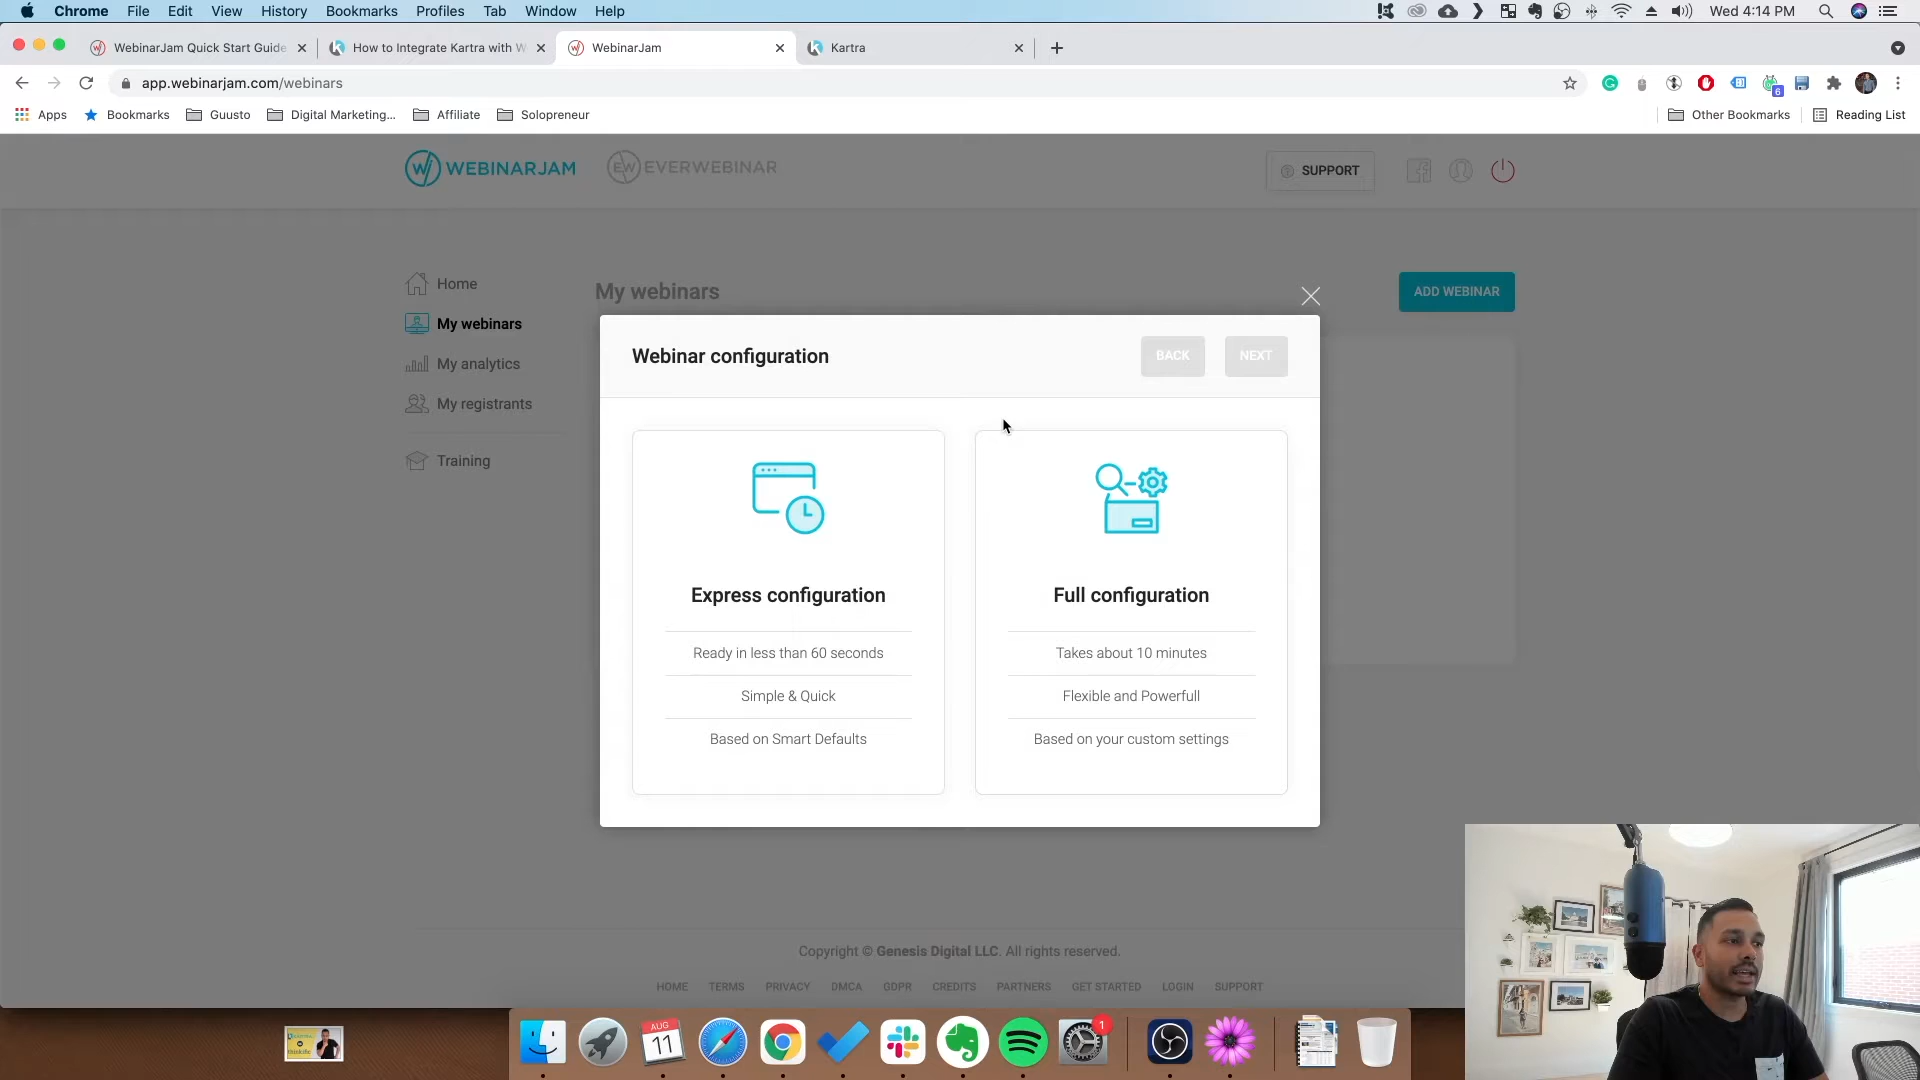 Chrome File Edit View History Bookmarks Profiles Tab Window Help Wed 4:14 PM
WebinarJam Quick Start Guide How to Integrate Kartra with W WebinarJam Kartra
app.webinarjam.com/webinars 6
Apps Bookmarks Guusto Digital Marketing... Affiliate Solopreneur Other Bookmarks Reading List
WEBINARJAM EVERWEBINAR SUPPORT
Home
My webinars
My analytics
My registrants
Training
My webinars ADD WEBINAR
Webinar configuration BACK NEXT
Express configuration
Ready in less than 60 seconds
Simple & Quick
Based on Smart Defaults
Full configuration
Takes about 10 minutes
Flexible and Powerfull
Based on your custom settings
Copyright © Genesis Digital LLC. All rights reserved.
HOME TERMS PRIVACY DMCA GDPR CREDITS PARTNERS GET STARTED LOGIN SUPPORT
AUG
11
1